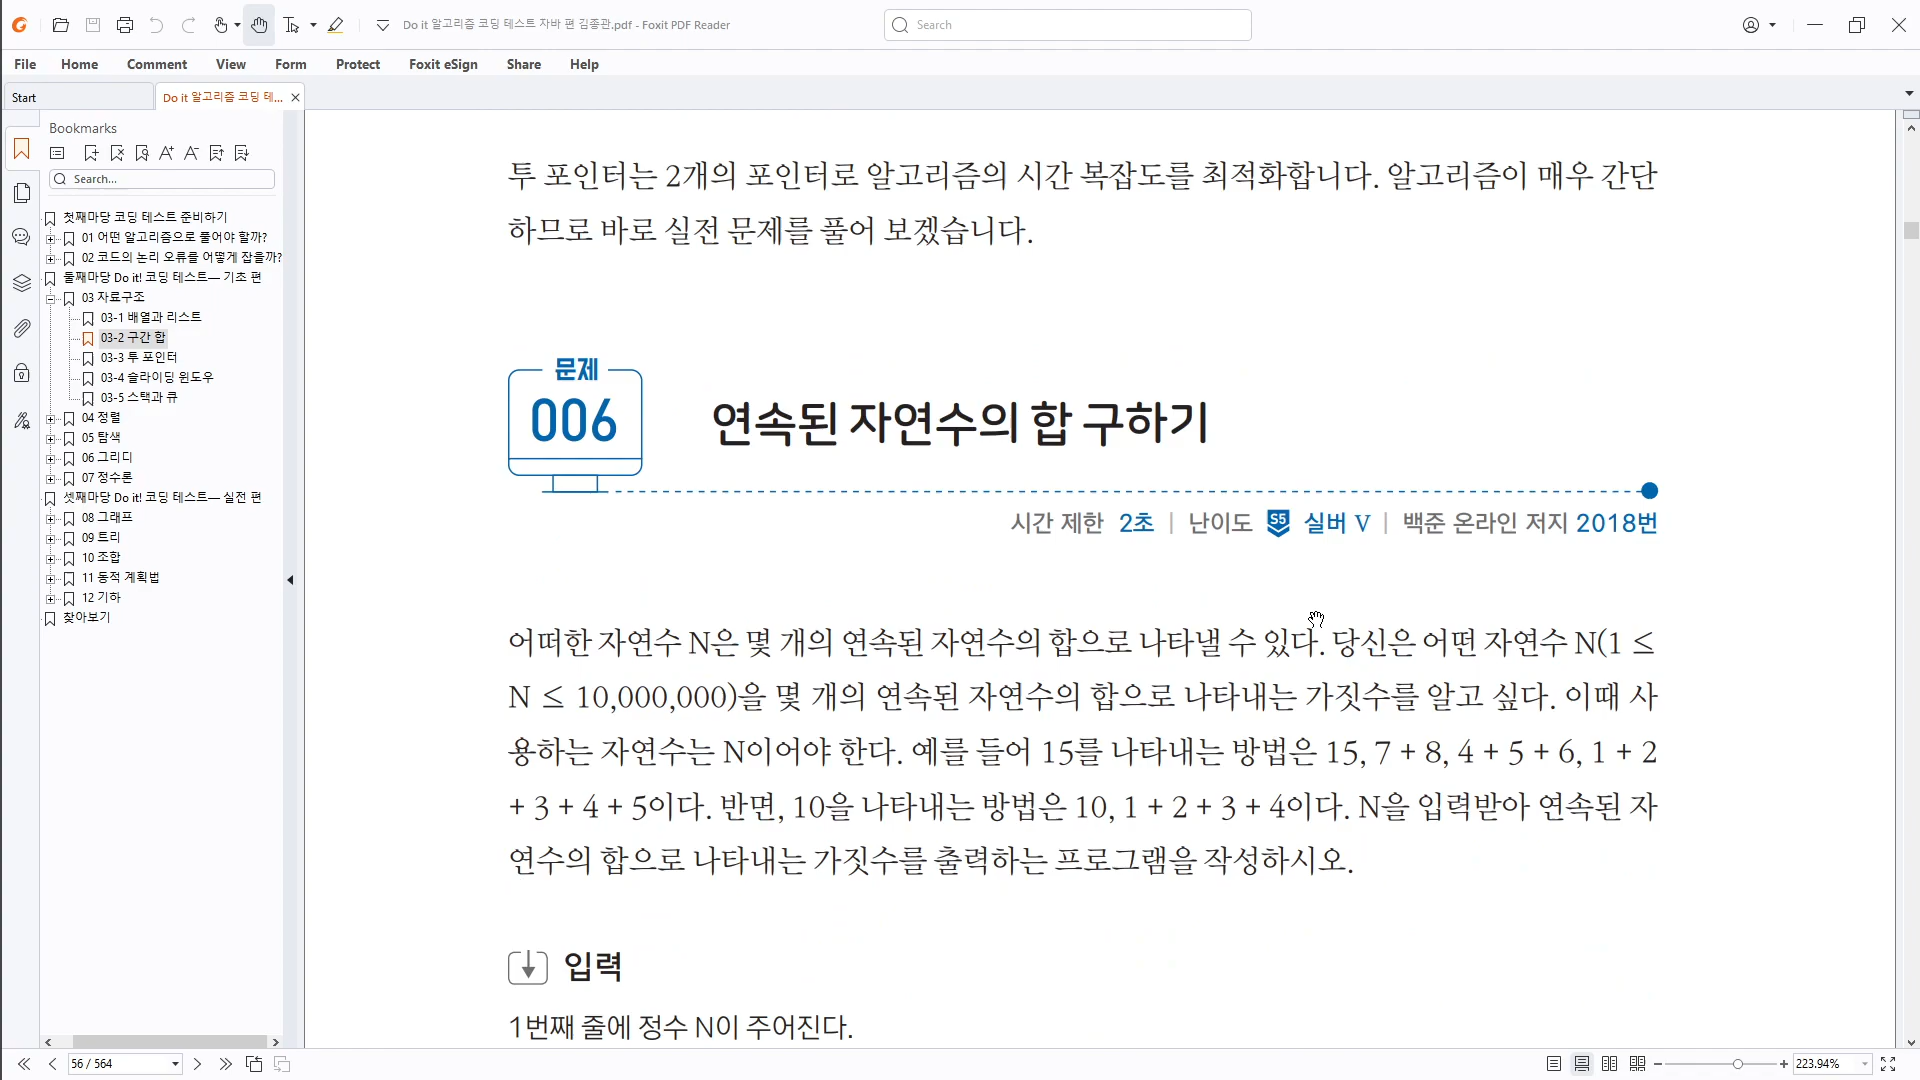 Do it 알고리즘 코딩 테스트 자바 편 김종관.pdf - Foxit PDF Reader
Search
File Home Comment View Form Protect Foxit eSign Share Help
Start
Do it 알고리즘 코딩 테...
Bookmarks
Search...
첫째마당 코딩 테스트 준비하기
01 어떤 알고리즘으로 풀어야 할까?
02 코드의 논리 오류를 어떻게 잡을까?
둘째마당 Do it! 코딩 테스트— 기초 편
03 자료구조
03-1 배열과 리스트
03-2 구간 합
03-3 투 포인터
03-4 슬라이딩 윈도우
03-5 스택과 큐
04 정렬
05 탐색
06 그리디
07 정수론
셋째마당 Do it! 코딩 테스트— 실전 편
08 그래프
09 트리
10 조합
11 동적 계획법
12 기하
찾아보기
투 포인터는 2개의 포인터로 알고리즘의 시간 복잡도를 최적화합니다. 알고리즘이 매우 간단
하므로 바로 실전 문제를 풀어 보겠습니다.
문제
006
연속된 자연수의 합 구하기
시간 제한 2초 | 난이도 S5 실버 V | 백준 온라인 저지 2018번
어떠한 자연수 N은 몇 개의 연속된 자연수의 합으로 나타낼 수 있다. 당신은 어떤 자연수 N(1 ≤
N ≤ 10,000,000)을 몇 개의 연속된 자연수의 합으로 나타내는 가짓수를 알고 싶다. 이때 사
용하는 자연수는 N이어야 한다. 예를 들어 15를 나타내는 방법은 15, 7 + 8, 4 + 5 + 6, 1 + 2
+ 3 + 4 + 5이다. 반면, 10을 나타내는 방법은 10, 1 + 2 + 3 + 4이다. N을 입력받아 연속된 자
연수의 합으로 나타내는 가짓수를 출력하는 프로그램을 작성하시오.
입력
1번째 줄에 정수 N이 주어진다.
56 / 564
223.94%